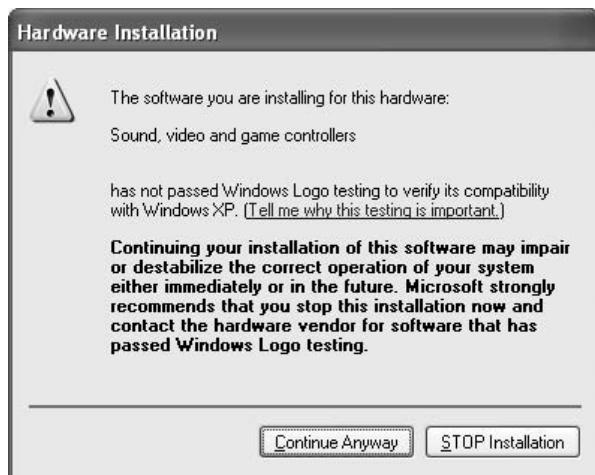 Hardware Installation
The software you are installing for this hardware:
Sound, video and game controllers
has not passed Windows Logo testing to verify its compatibility
with Windows XP. (Tell me why this testing is important.)
Continuing your installation of this software may impair
or destabilize the correct operation of your system
either immediately or in the future. Microsoft strongly
recommends that you stop this installation now and
contact the hardware vendor for software that has
passed Windows Logo testing.
Continue Anyway
STOP Installation